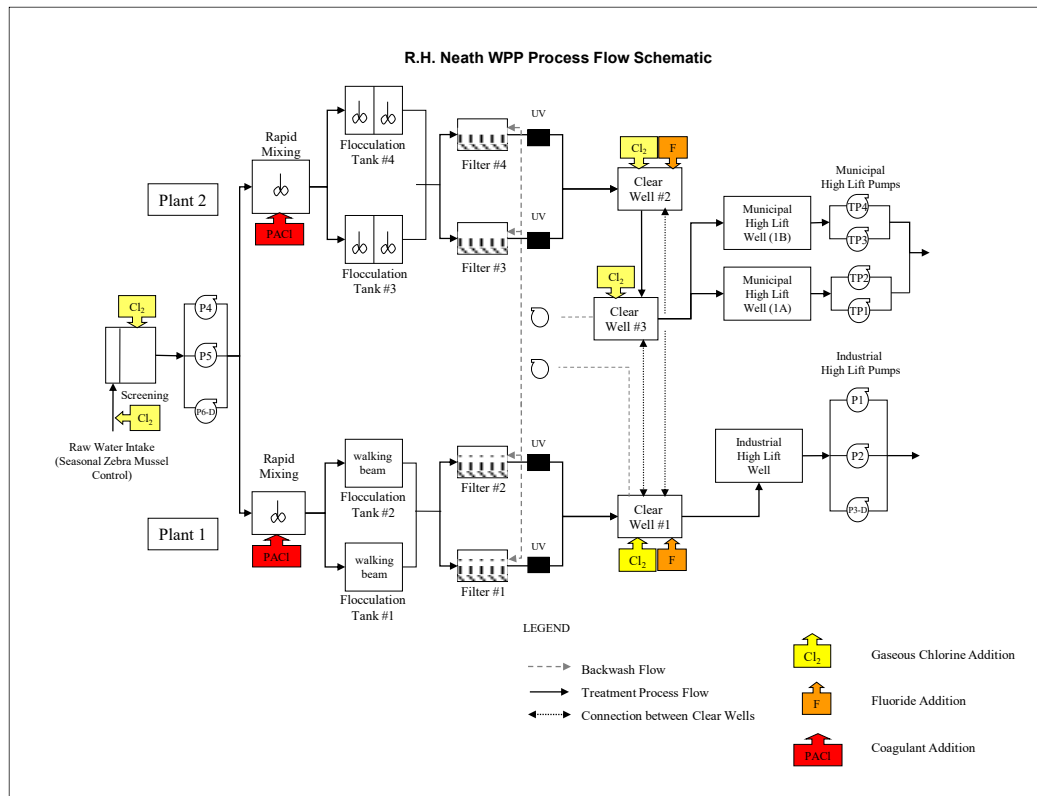 R.H. Neath WPP Process Flow Schematic
Plant 2
Rapid
Mixing
PACl
Flocculation
Tank #4
Flocculation
Tank #3
Filter #4
Filter #3
UV
UV
Cl₂
F
Clear
Well #2
Cl₂
Clear
Well #3
Municipal
High Lift
Well (1B)
Municipal
High Lift
Well (1A)
Municipal
High Lift Pumps
TP4
TP3
TP2
TP1
Cl₂
Screening
Cl₂
Raw Water Intake
(Seasonal Zebra Mussel
Control)
P4
P5
P6-D
Plant 1
Rapid
Mixing
PACl
walking
beam
Flocculation
Tank #2
walking
beam
Flocculation
Tank #1
Filter #2
Filter #1
UV
UV
Clear
Well #1
Cl₂
F
Industrial
High Lift
Well
Industrial
High Lift Pumps
P1
P2
P3-D
LEGEND
Backwash Flow
Treatment Process Flow
Connection between Clear Wells
Cl₂
Gaseous Chlorine Addition
F
Fluoride Addition
PACl
Coagulant Addition